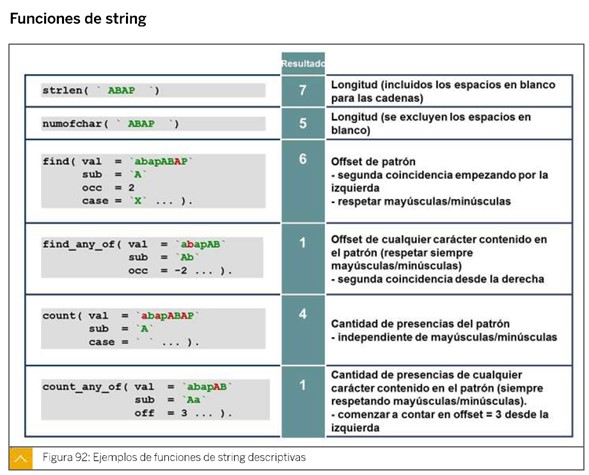 Funciones de string
Resultado
strlen( ` ABAP  `)
7
Longitud (incluidos los espacios en blanco
para las cadenas)
numofchar( ` ABAP  `)
5
Longitud (se excluyen los espacios en
blanco)
find( val  = `abapABAP`
sub  = `A`
occ  = 2
case = `X` ... ).
6
Offset de patrón
- segunda coincidencia empezando por la
izquierda
- respetar mayúsculas/minúsculas
find_any_of( val  = `abapAB`
sub = `Ab`
occ = -2 ... ).
1
Offset de cualquier carácter contenido en
el patrón (respetar siempre
mayúsculas/minúsculas)
- segunda coincidencia desde la derecha
count( val  = `abapABAP`
sub  = `A`
case = ` ` ... ).
4
Cantidad de presencias del patrón
- independiente de mayúsculas/minúsculas
count_any_of( val  = `abapAB`
sub  = `Aa`
off  = 3 ... ).
1
Cantidad de presencias de cualquier
carácter contenido en el patrón (siempre
respetando mayúsculas/minúsculas).
- comenzar a contar en offset = 3 desde la
izquierda
Figura 92: Ejemplos de funciones de string descriptivas